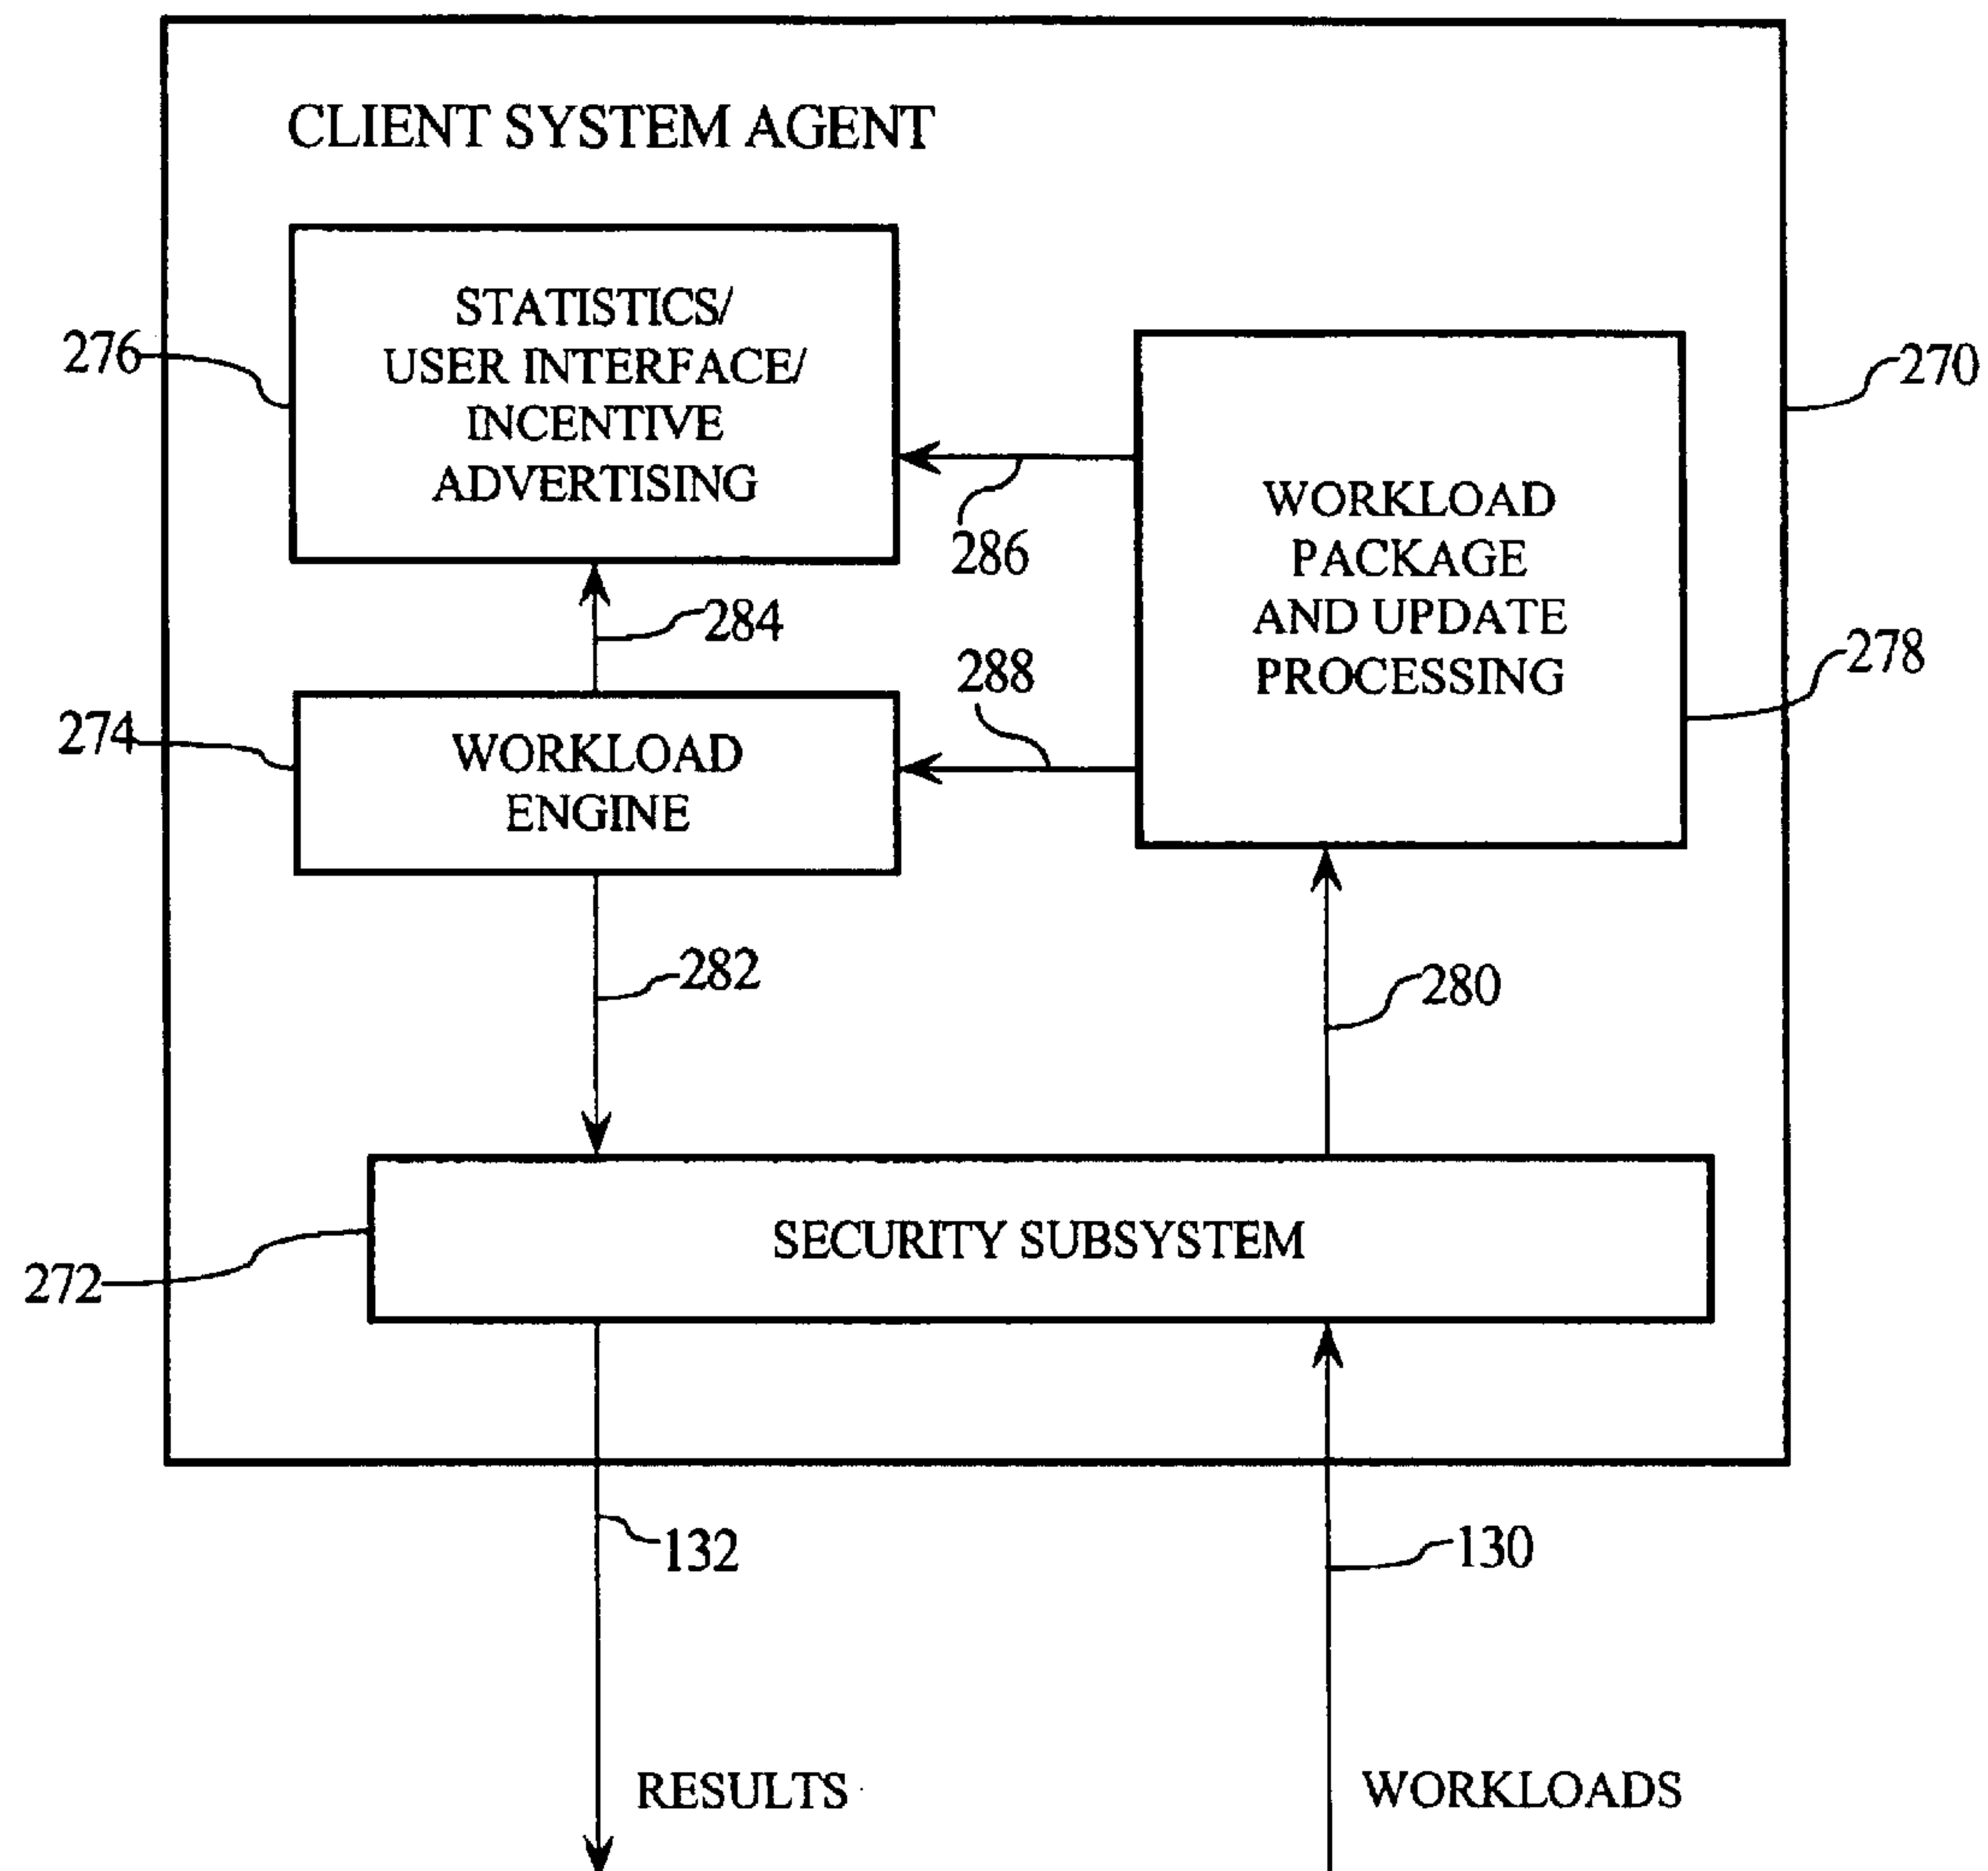 CLIENT SYSTEM AGENT
STATISTICS/
USER INTERFACE/
INCENTIVE
ADVERTISING
276
270
286
WORKLOAD
PACKAGE
AND UPDATE
PROCESSING
284
288
278
274
WORKLOAD
ENGINE
282
280
SECURITY SUBSYSTEM
272
132
130
RESULTS
WORKLOADS